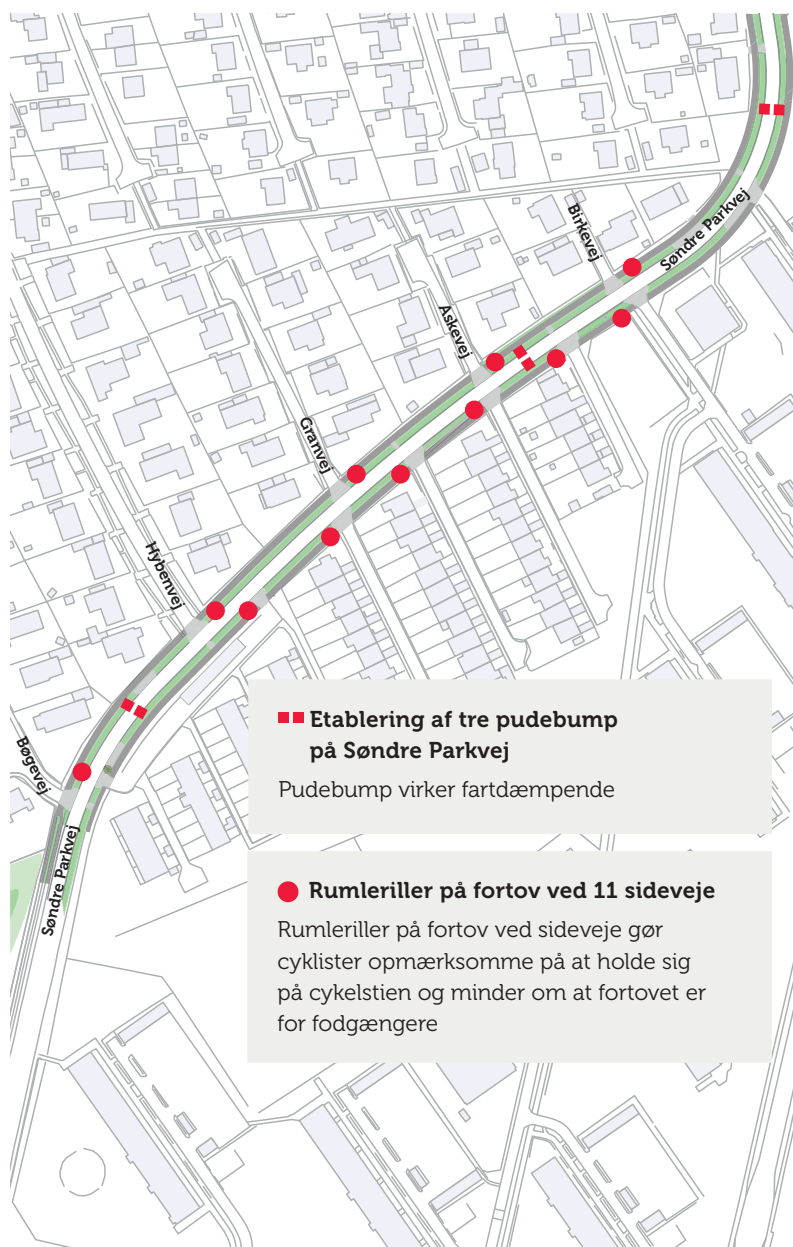 Birkevej
Søndre Parkvej
Askevej
Granvej
Hybenvej
Bøgevej
Søndre Parkvej
Etablering af tre pudebump
på Søndre Parkvej
Pudebump virker fartdæmpende
Rumleriller på fortov ved 11 sideveje
Rumleriller på fortov ved sideveje gør
cyklister opmærksomme på at holde sig
på cykelstien og minder om at fortovet er
for fodgængere